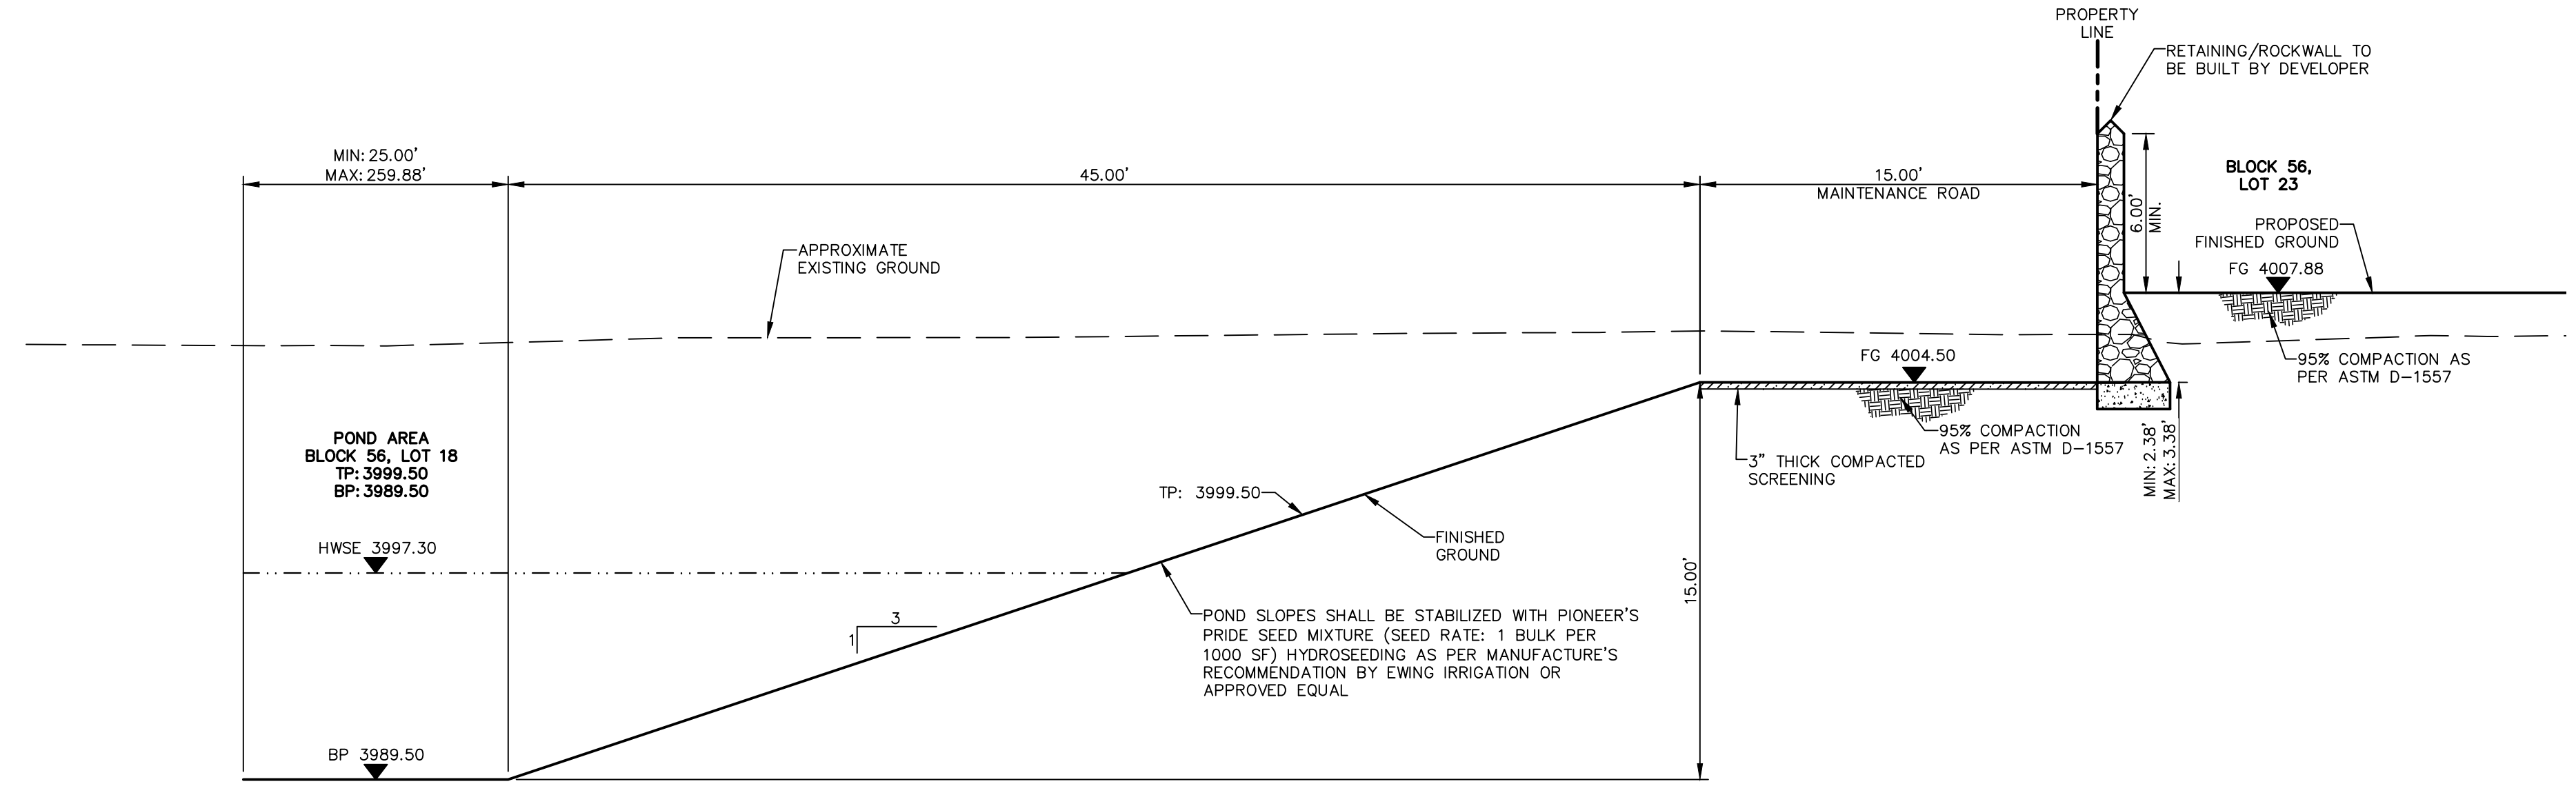 PROPERTY
LINE
RETAINING/ROCKWALL TO
BE BUILT BY DEVELOPER
MIN: 25.00'
MAX: 259.88'
45.00'
15.00'
MAINTENANCE ROAD
6.00'
MIN.
BLOCK 56,
LOT 23
PROPOSED
FINISHED GROUND
FG 4007.88
APPROXIMATE
EXISTING GROUND
95% COMPACTION AS
PER ASTM D-1557
FG 4004.50
95% COMPACTION
AS PER ASTM D-1557
3" THICK COMPACTED
SCREENING
MIN: 2.38'
MAX: 3.38'
POND AREA
BLOCK 56, LOT 18
TP: 3999.50
BP: 3989.50
TP: 3999.50
FINISHED
GROUND
HWSE 3997.30
15.00'
3
1
POND SLOPES SHALL BE STABILIZED WITH PIONEER'S
PRIDE SEED MIXTURE (SEED RATE: 1 BULK PER
1000 SF) HYDROSEEDING AS PER MANUFACTURE'S
RECOMMENDATION BY EWING IRRIGATION OR
APPROVED EQUAL
BP 3989.50